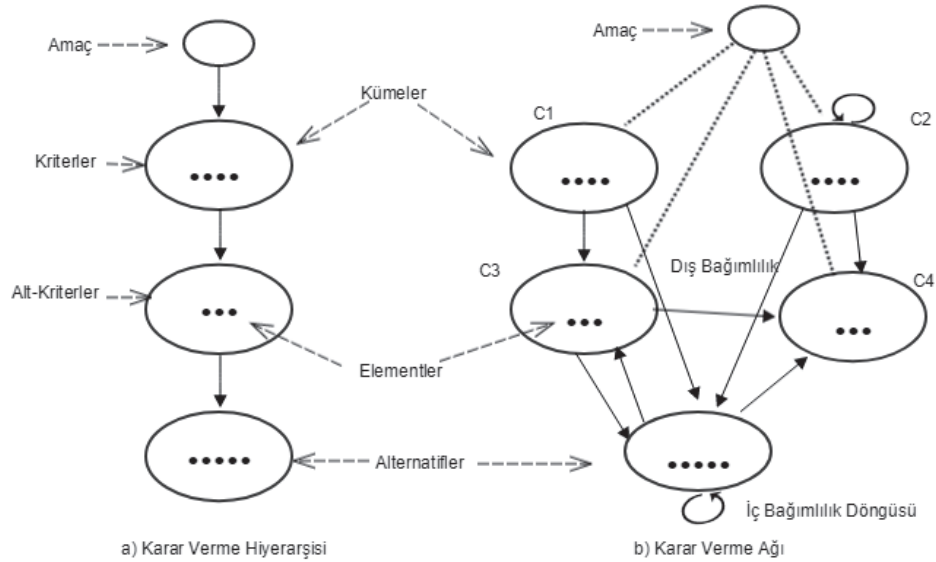 Amaç
Amaç
Kümeler
C1
C2
Kriterler
C3
Dış Bağımlılık
C4
Alt-Kriterler
Elementler
Alternatifler
İç Bağımlılık Döngüsü
a) Karar Verme Hiyerarşisi
b) Karar Verme Ağı